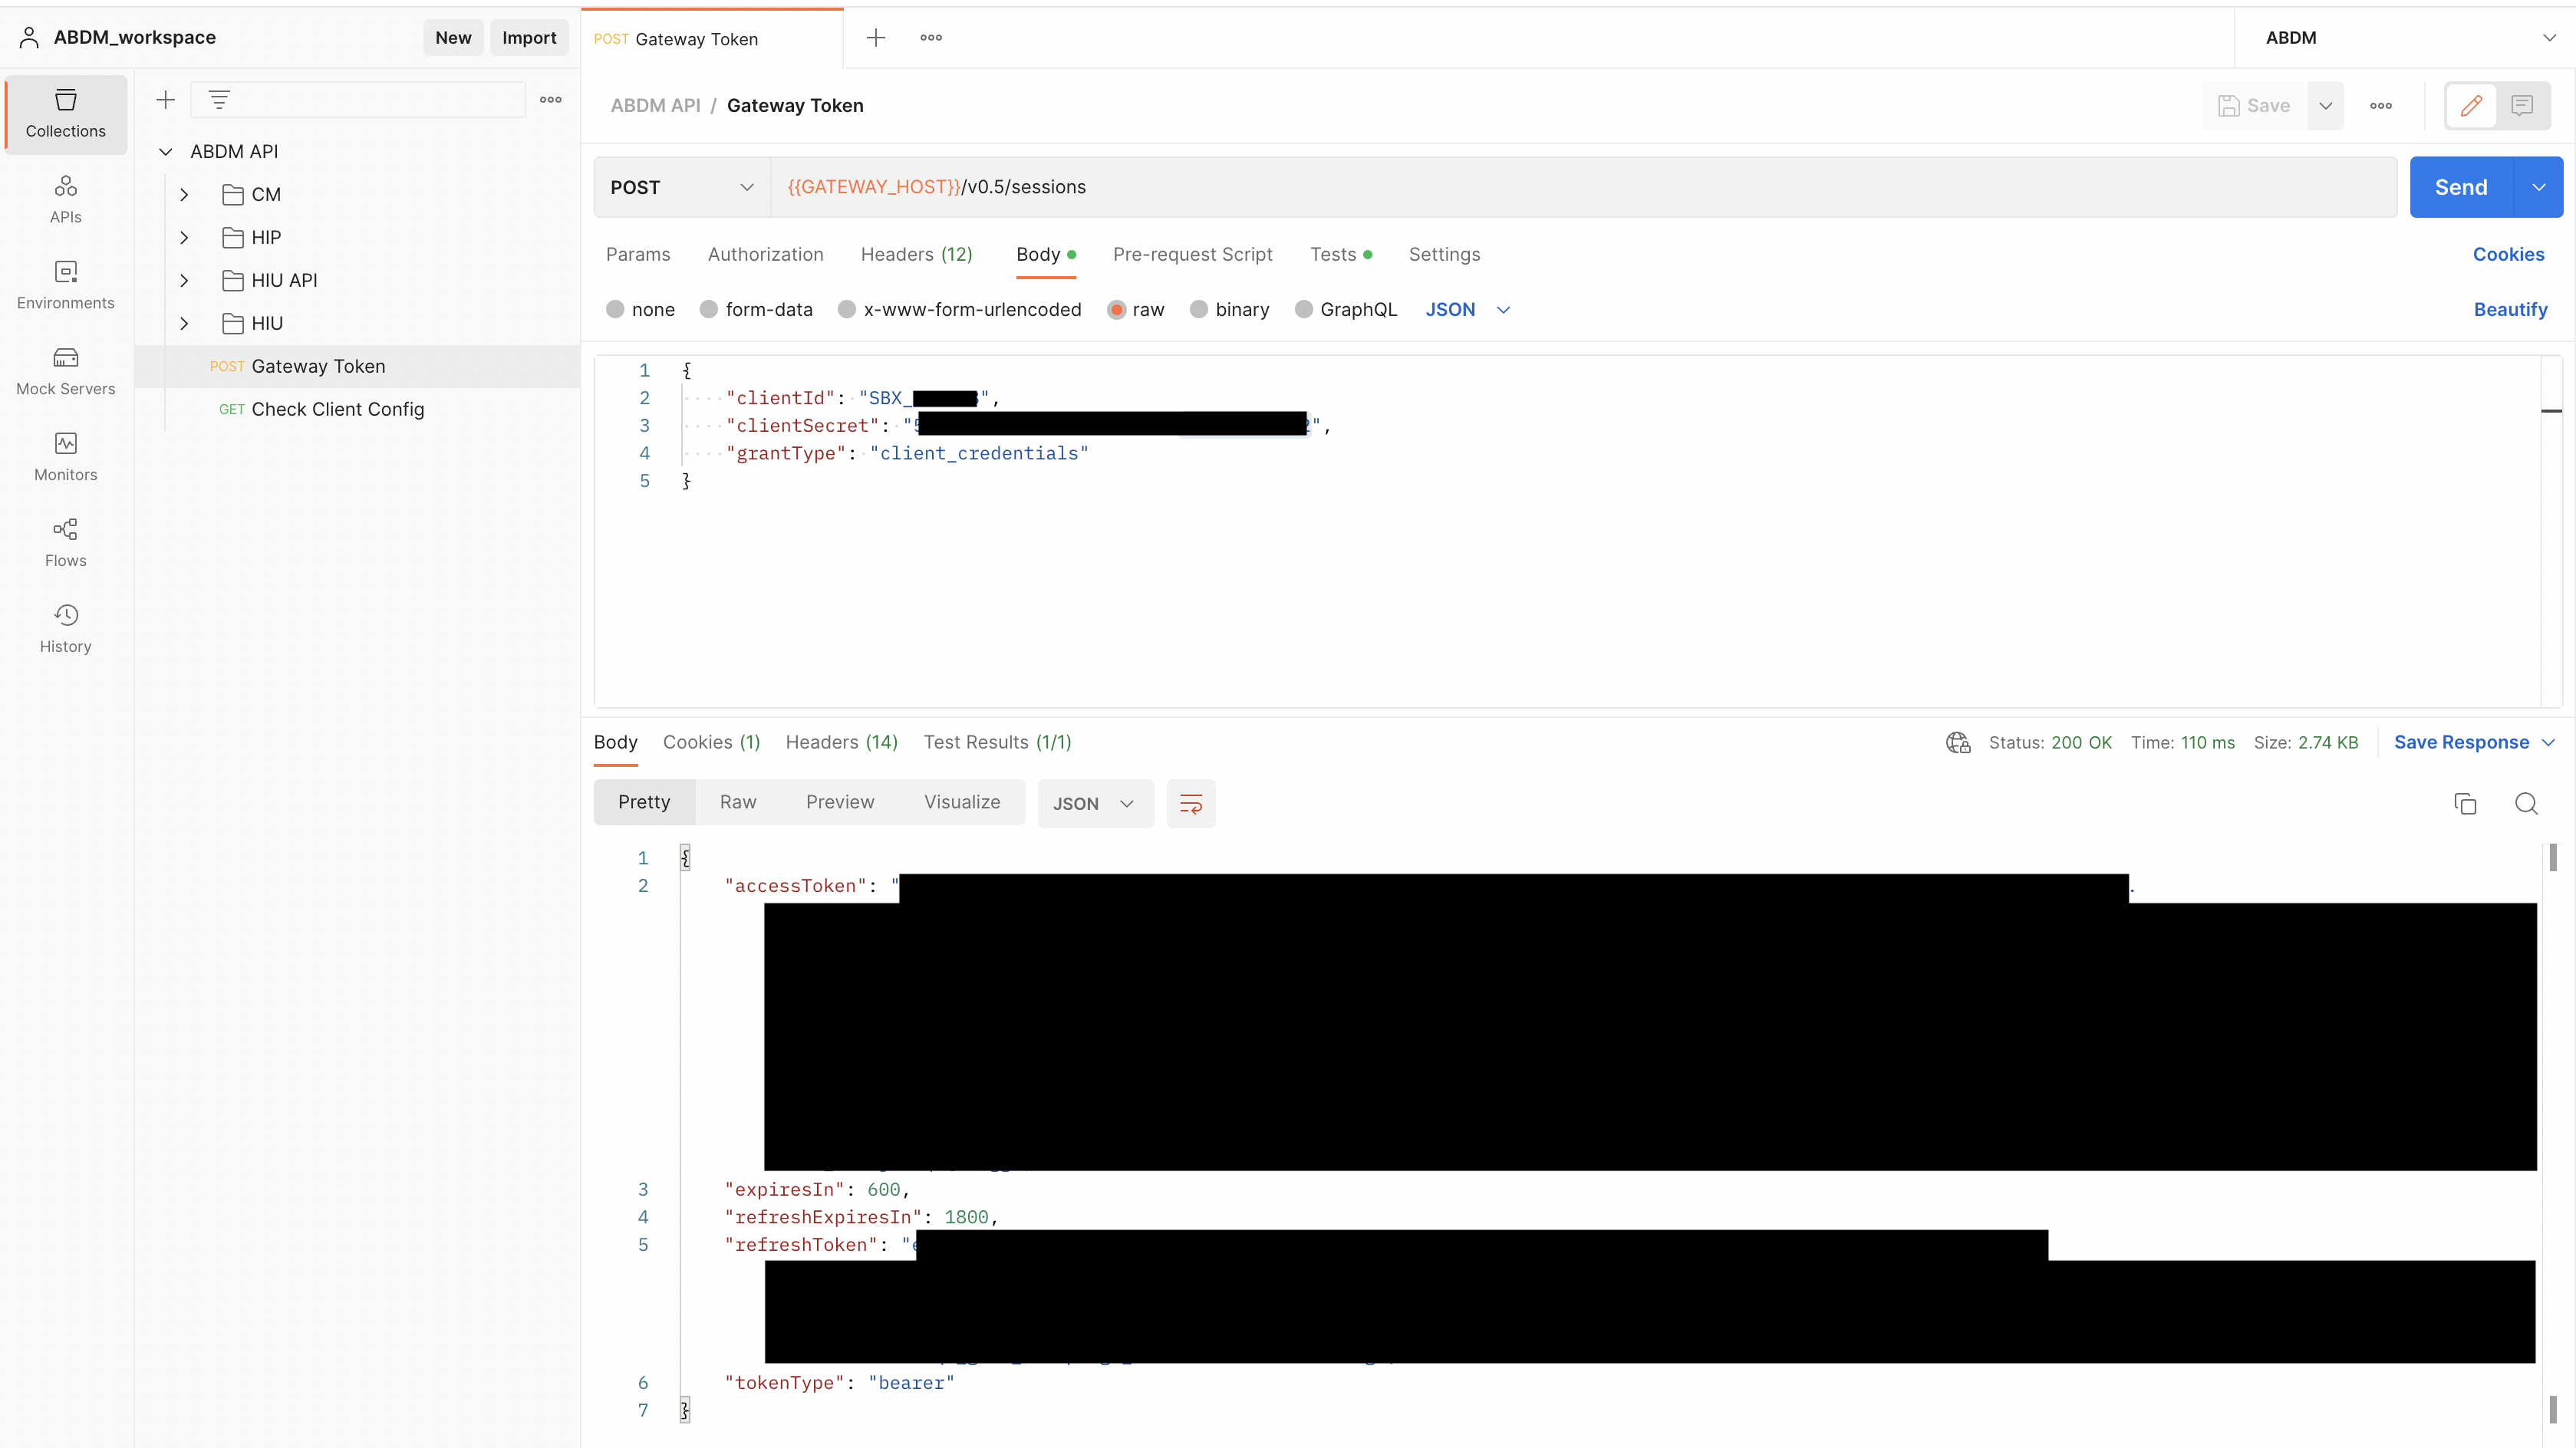 ABDM_workspace
New
Import
POST Gateway Token
ABDM
Collections
APIs
Environments
Mock Servers
Monitors
Flows
History
ABDM API
CM
HIP
HIU API
HIU
POST Gateway Token
GET Check Client Config
ABDM API / Gateway Token
Save
POST
{{GATEWAY_HOST}}/v0.5/sessions
Send
Params
Authorization
Headers (12)
Body
Pre-request Script
Tests
Settings
Cookies
none
form-data
x-www-form-urlencoded
raw
binary
GraphQL
JSON
Beautify
1 {
2 "clientId": "SBX_ ",
3 "clientSecret": " ",
4 "grantType": "client_credentials"
5 }
Body
Cookies (1)
Headers (14)
Test Results (1/1)
Status: 200 OK
Time: 110 ms
Size: 2.74 KB
Save Response
Pretty
Raw
Preview
Visualize
JSON
1 {
2 "accessToken": "
3 "expiresIn": 600,
4 "refreshExpiresIn": 1800,
5 "refreshToken": "
6 "tokenType": "bearer"
7 }